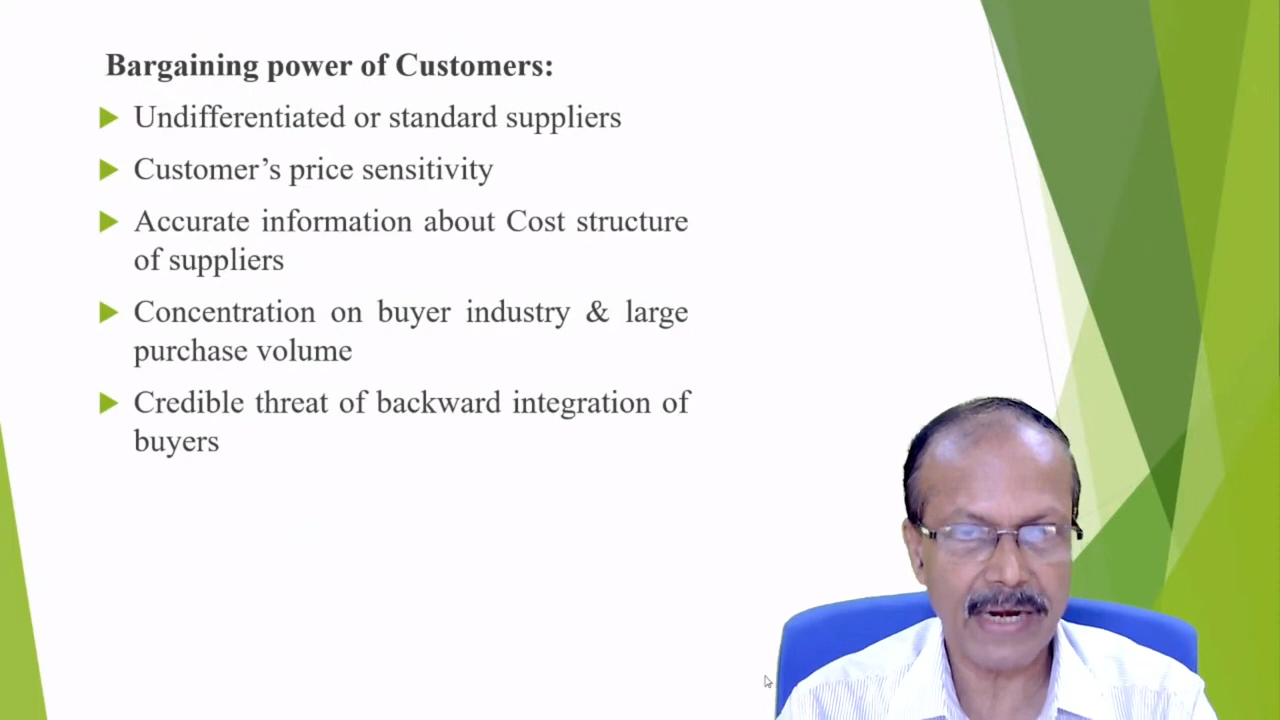 Bargaining power of Customers:
Undifferentiated or standard suppliers
Customer’s price sensitivity
Accurate information about Cost structure
of suppliers
Concentration on buyer industry & large
purchase volume
Credible threat of backward integration of
buyers